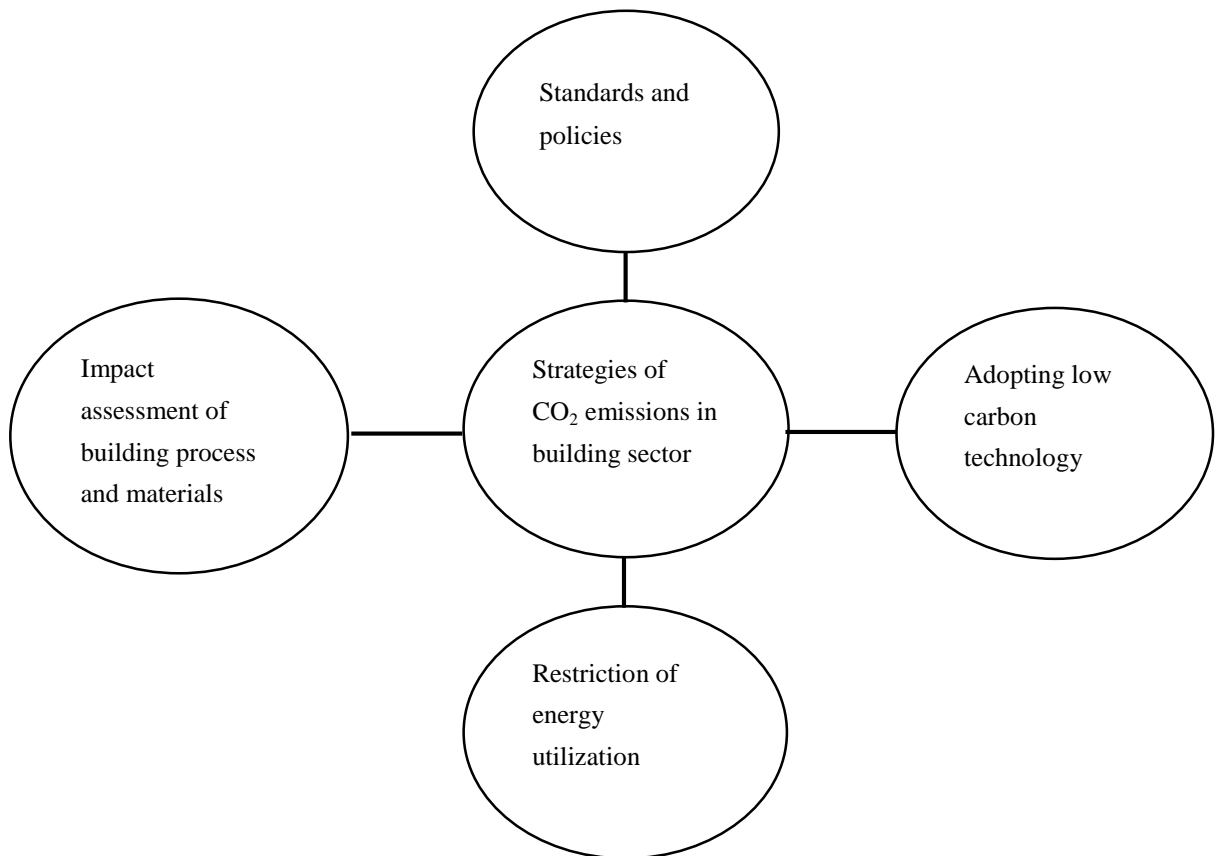 Standards and
policies
Impact
assessment of
building process
and materials
Strategies of
CO₂ emissions in
building sector
Adopting low
carbon
technology
Restriction of
energy
utilization